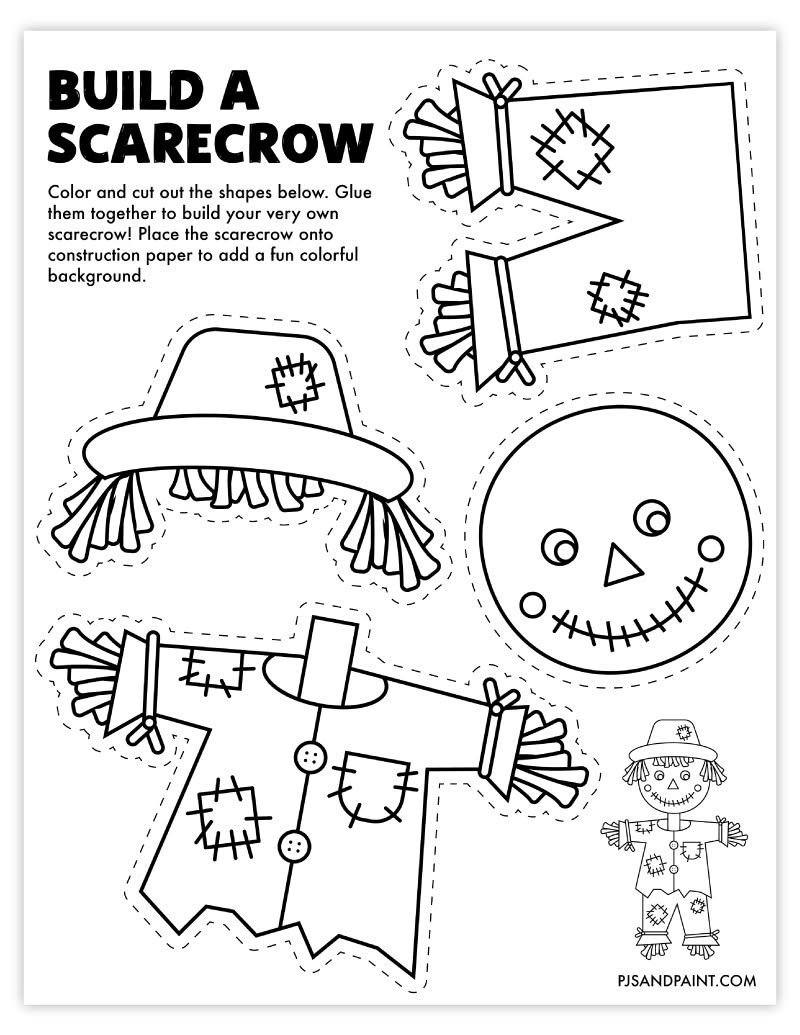 BUILD A
SCARECROW
Color and cut out the shapes below. Glue
them together to build your very own
scarecrow! Place the scarecrow onto
construction paper to add a fun colorful
background.
PJSANDPAINT.COM